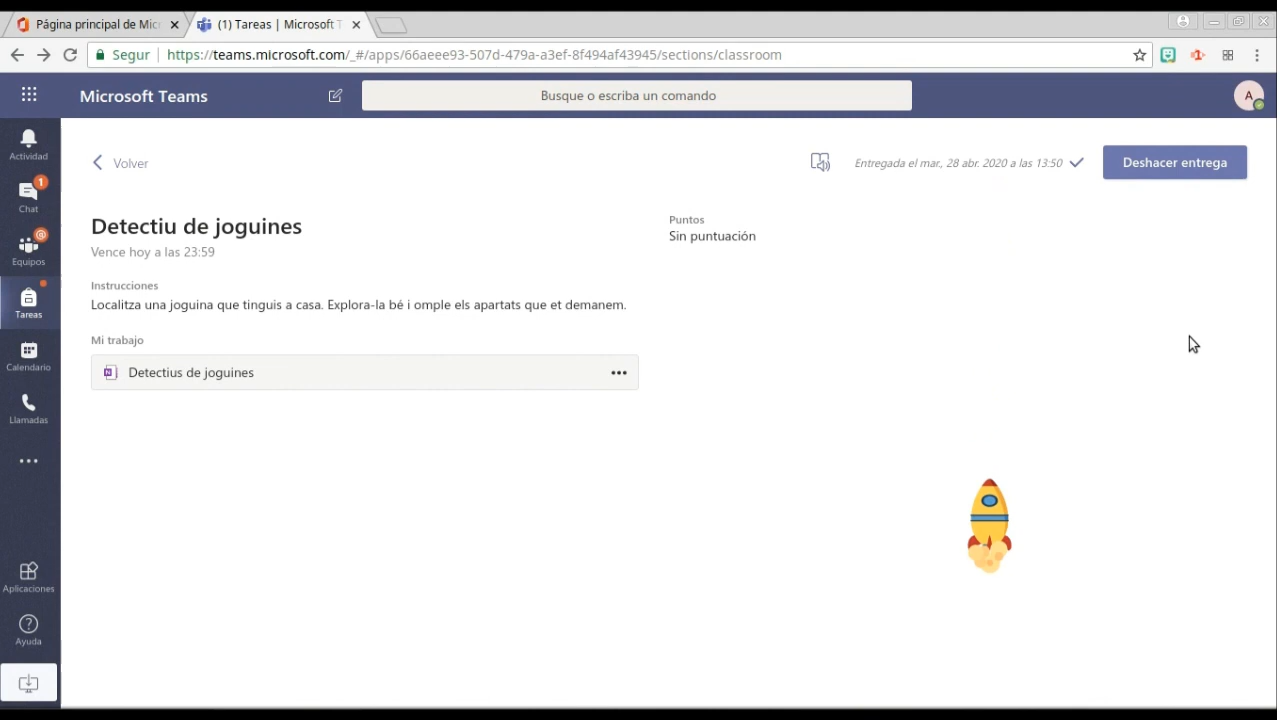 Página principal de Mic
(1) Tareas | Microsoft T
Segur
https://teams.microsoft.com/_#/apps/66aeee93-507d-479a-a3ef-8f494af43945/sections/classroom
Microsoft Teams
Busque o escriba un comando
A
Actividad
1
Chat
@
Equipos
Tareas
Calendario
Llamadas
Aplicaciones
Ayuda
Volver
Entregada el mar., 28 abr. 2020 a las 13:50
Deshacer entrega
Detectiu de joguines
Vence hoy a las 23:59
Puntos
Sin puntuación
Instrucciones
Localitza una joguina que tinguis a casa. Explora-la bé i omple els apartats que et demanem.
Mi trabajo
Detectius de joguines